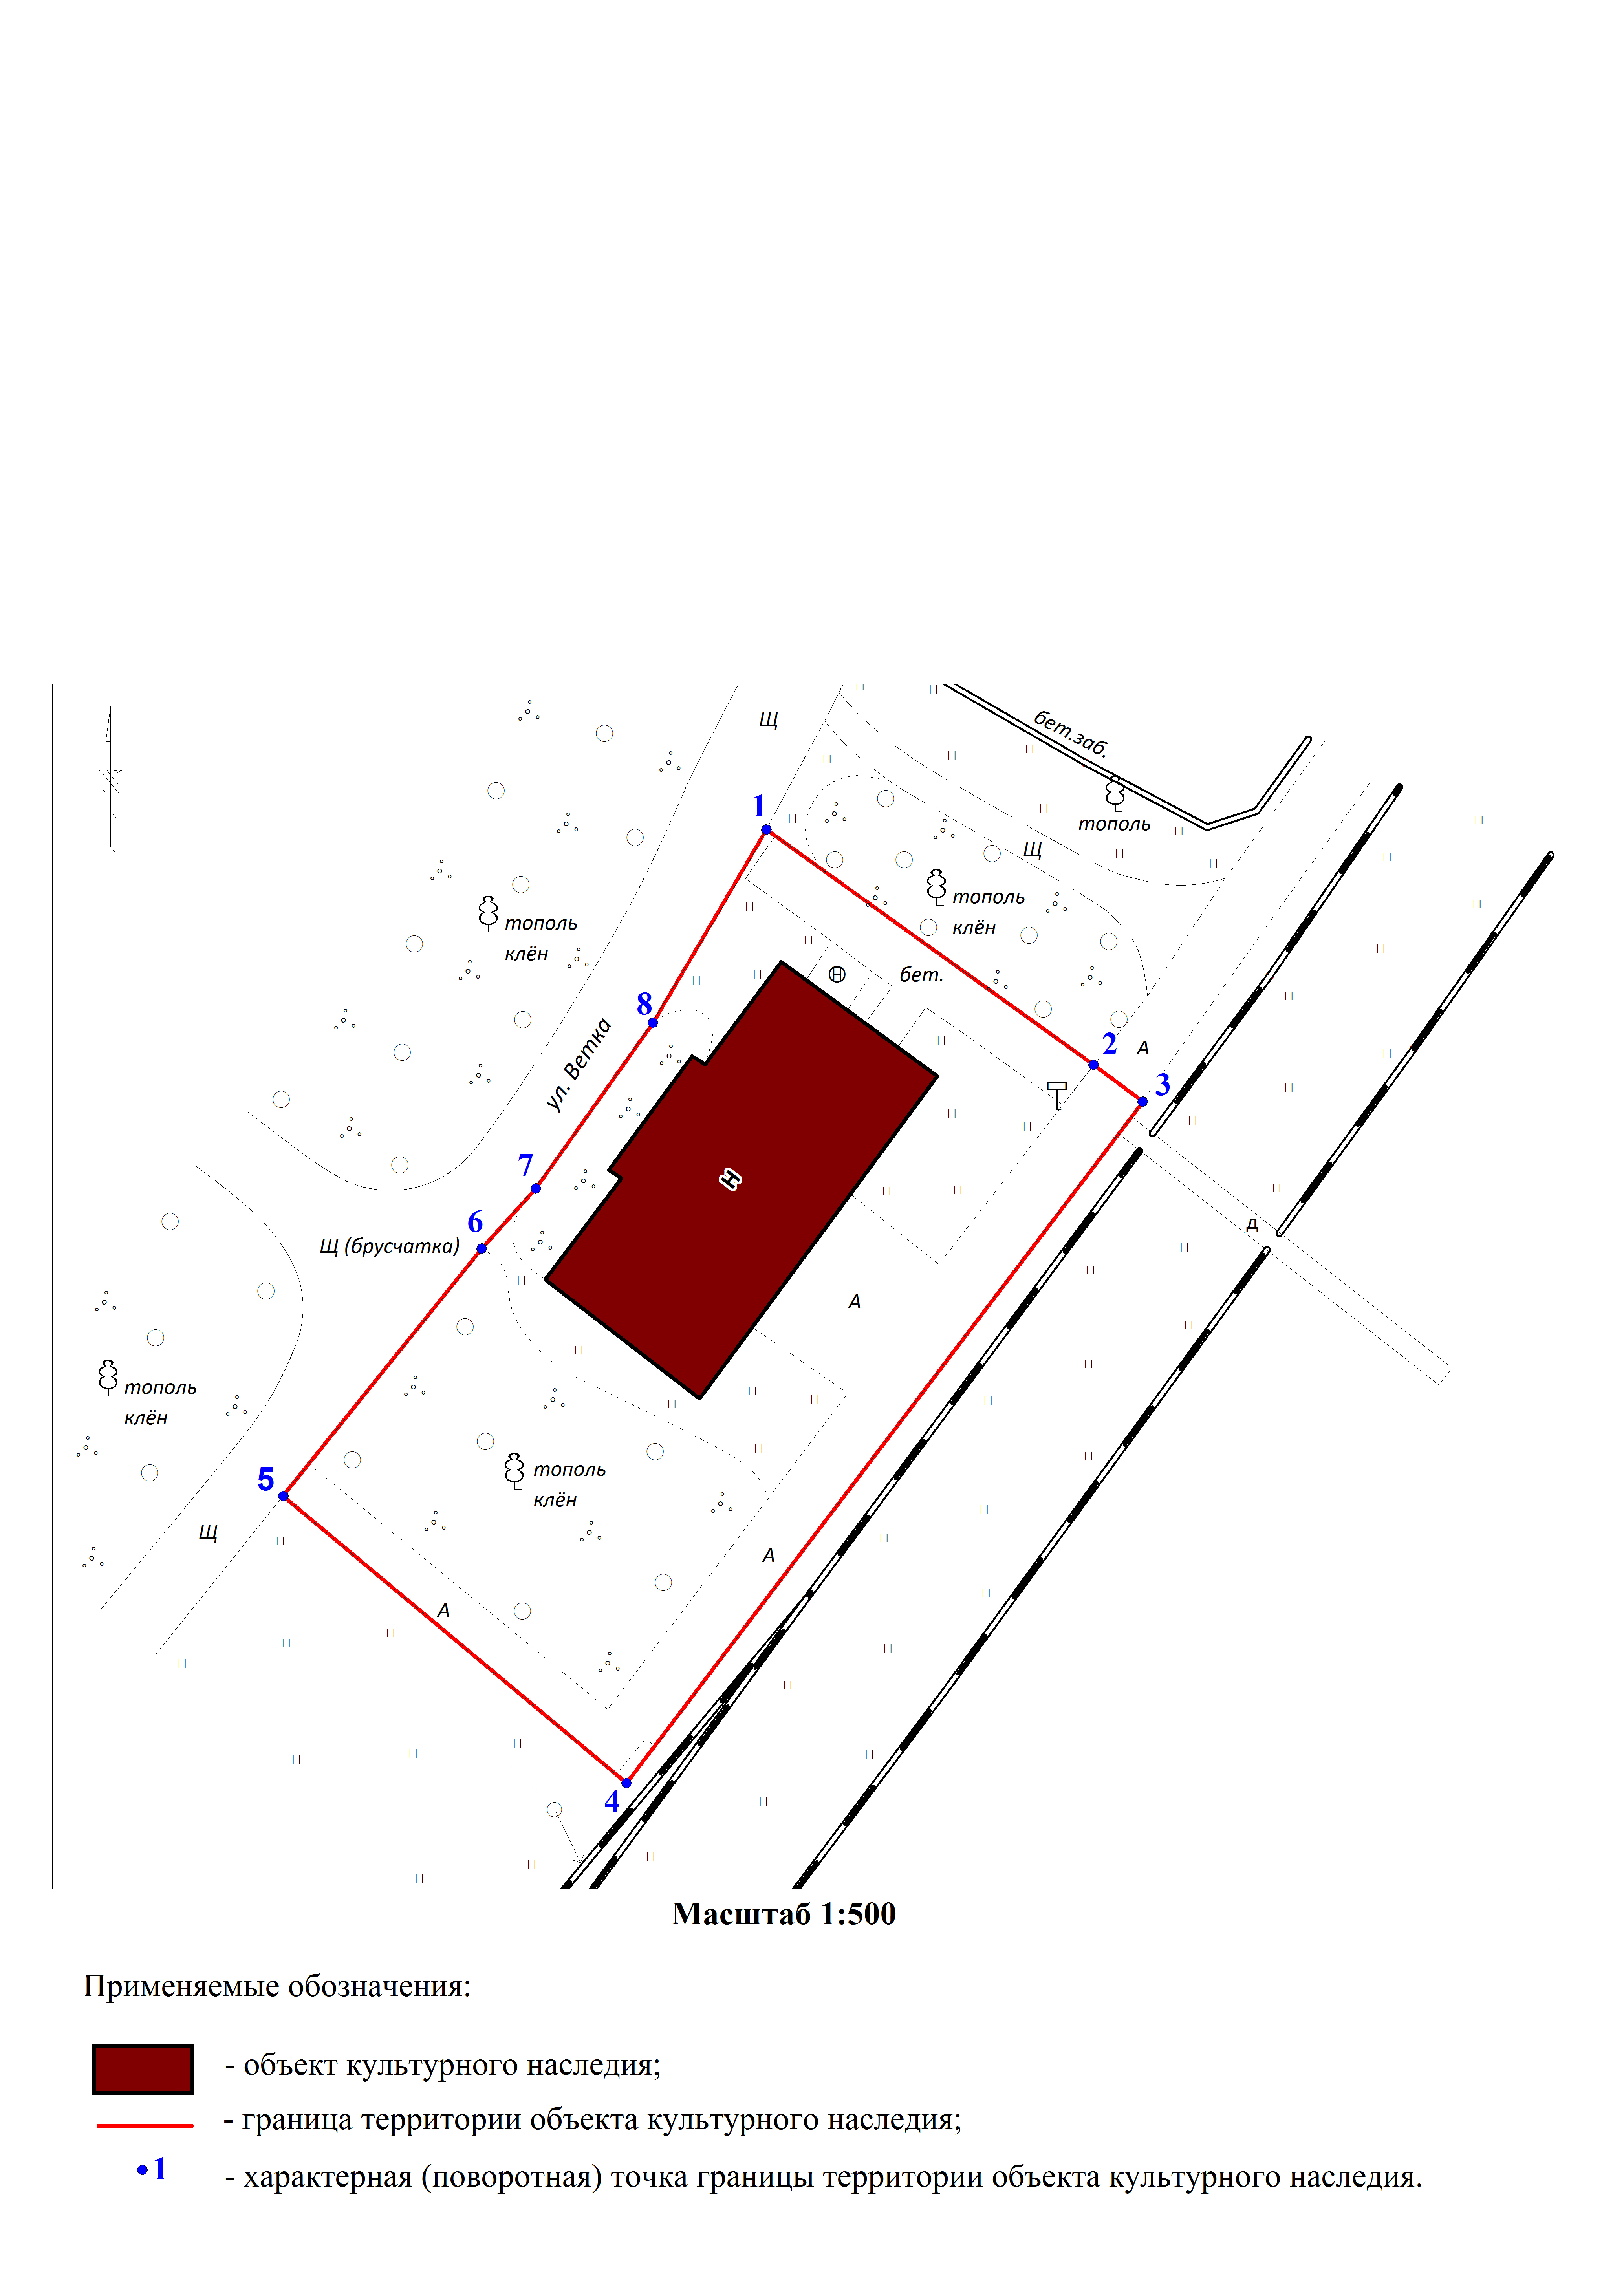 Щ
бет.заб.
N
1
тополь
Щ
тополь
клён
тополь
клён
бет.
8
2
А
ул. Ветка
3
7
Н
6
Щ (брусчатка)
д
А
тополь
клён
5
тополь
клён
Щ
А
А
4
Масштаб 1:500
Применяемые обозначения:
- объект культурного наследия;
- граница территории объекта культурного наследия;
1 - характерная (поворотная) точка границы территории объекта культурного наследия.